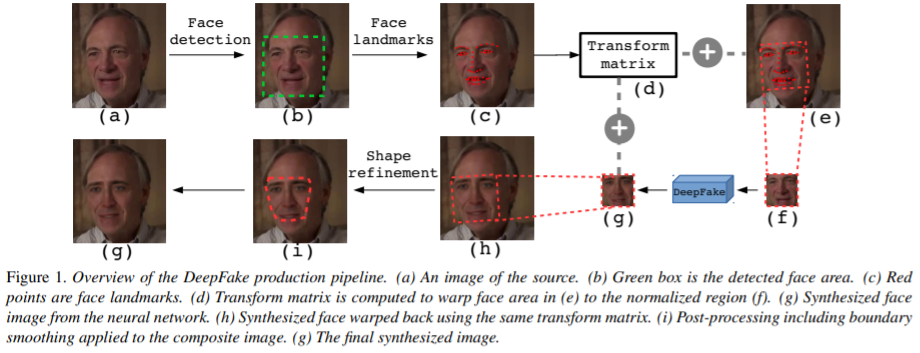 Face detection
Face landmarks
Transform matrix
(a)
(b)
(c)
(d)
(e)
Shape refinement
DeepFake
(g)
(i)
(h)
(g)
(f)
Figure 1. Overview of the DeepFake production pipeline. (a) An image of the source. (b) Green box is the detected face area. (c) Red
points are face landmarks. (d) Transform matrix is computed to warp face area in (e) to the normalized region (f). (g) Synthesized face
image from the neural network. (h) Synthesized face warped back using the same transform matrix. (i) Post-processing including boundary
smoothing applied to the composite image. (g) The final synthesized image.